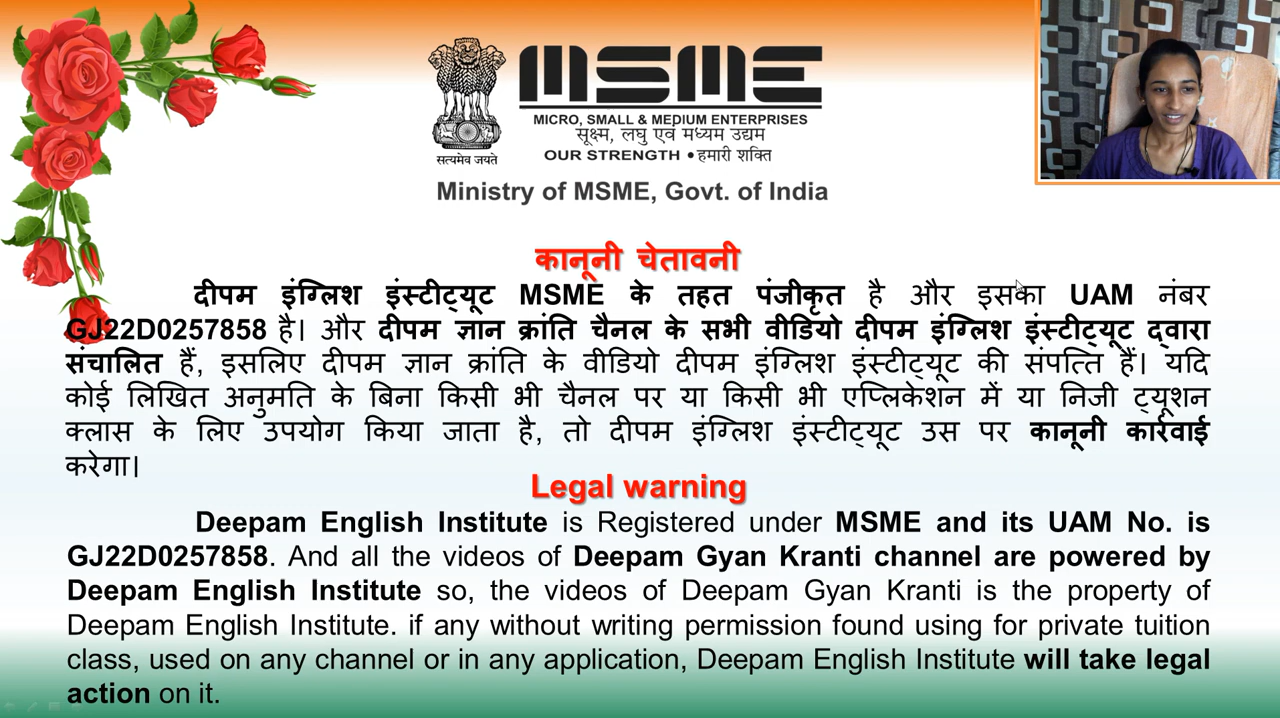 MSME
MICRO, SMALL & MEDIUM ENTERPRISES
सूक्ष्म, लघु एवं मध्यम उद्यम
सत्यमेव जयते
OUR STRENGTH • हमारी शक्ति
Ministry of MSME, Govt. of India
कानूनी चेतावनी
दीपम इंग्लिश इंस्टीट्यूट MSME के तहत पंजीकृत है और इसका UAM नंबर
GJ22D0257858 है। और दीपम ज्ञान क्रांति चैनल के सभी वीडियो दीपम इंग्लिश इंस्टीट्यूट द्वारा
संचालित हैं, इसलिए दीपम ज्ञान क्रांति के वीडियो दीपम इंग्लिश इंस्टीट्यूट की संपत्ति हैं। यदि
कोई लिखित अनुमति के बिना किसी भी चैनल पर या किसी भी एप्लिकेशन में या निजी ट्यूशन
क्लास के लिए उपयोग किया जाता है, तो दीपम इंग्लिश इंस्टीट्यूट उस पर कानूनी कार्रवाई
करेगा।
Legal warning
Deepam English Institute is Registered under MSME and its UAM No. is
GJ22D0257858. And all the videos of Deepam Gyan Kranti channel are powered by
Deepam English Institute so, the videos of Deepam Gyan Kranti is the property of
Deepam English Institute. if any without writing permission found using for private tuition
class, used on any channel or in any application, Deepam English Institute will take legal
action on it.